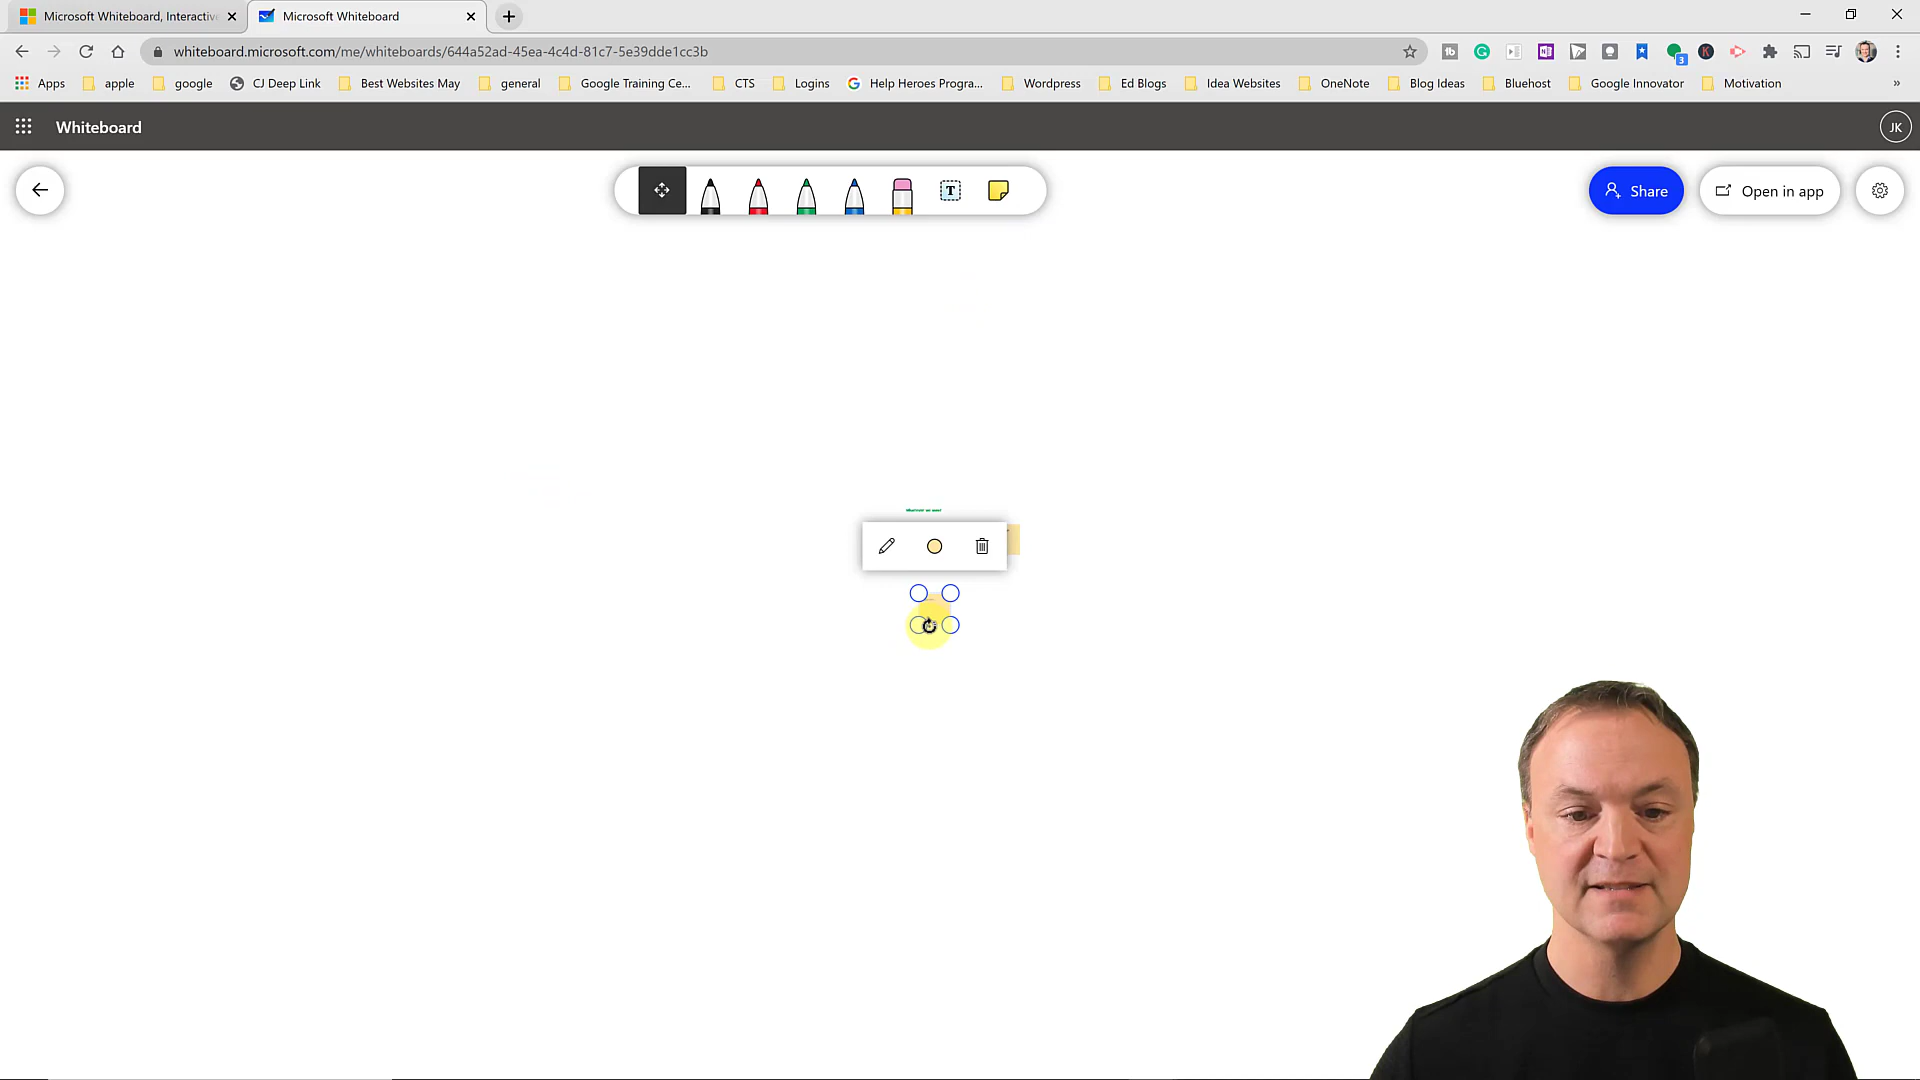 Microsoft Whiteboard, Interactiv
Microsoft Whiteboard
whiteboard.microsoft.com/me/whiteboards/644a52ad-45ea-4c4d-81c7-5e39dde1cc3b
3
Apps apple google CJ Deep Link Best Websites May general Google Training Ce... CTS Logins Help Heroes Progra... Wordpress Ed Blogs Idea Websites OneNote Blog Ideas Bluehost Google Innovator Motivation »
Whiteboard
JK
T
Share
Open in app